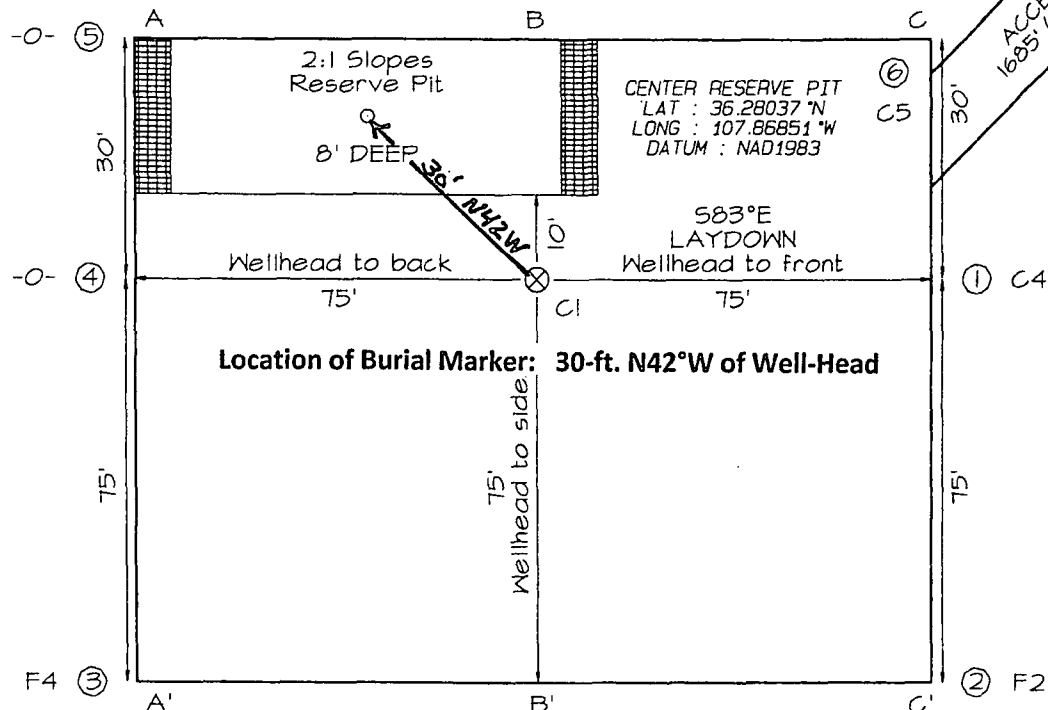 A B C
-0- ⑤
2:1 Slopes
Reserve Pit
8' DEEP
30' N42W
CENTER RESERVE PIT
LAT : 36.28037 °N
LONG : 107.86851 °W
DATUM : NAD1983
⑥
C5
1685'
30'
30'
10'
S83°E
LAYDOWN
-0- ④
Wellhead to back
75'
Wellhead to front
75'
① C4
C1
Location of Burial Marker: 30-ft. N42°W of Well-Head
75'
Wellhead to side
75'
75'
F4 ③
② F2
A' B' C'